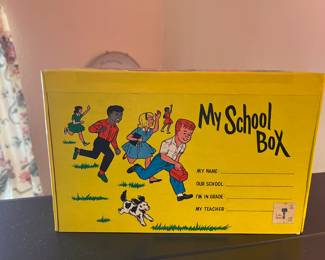 My School
Box
MY NAME
OUR SCHOOL
I'M IN GRADE
MY TEACHER